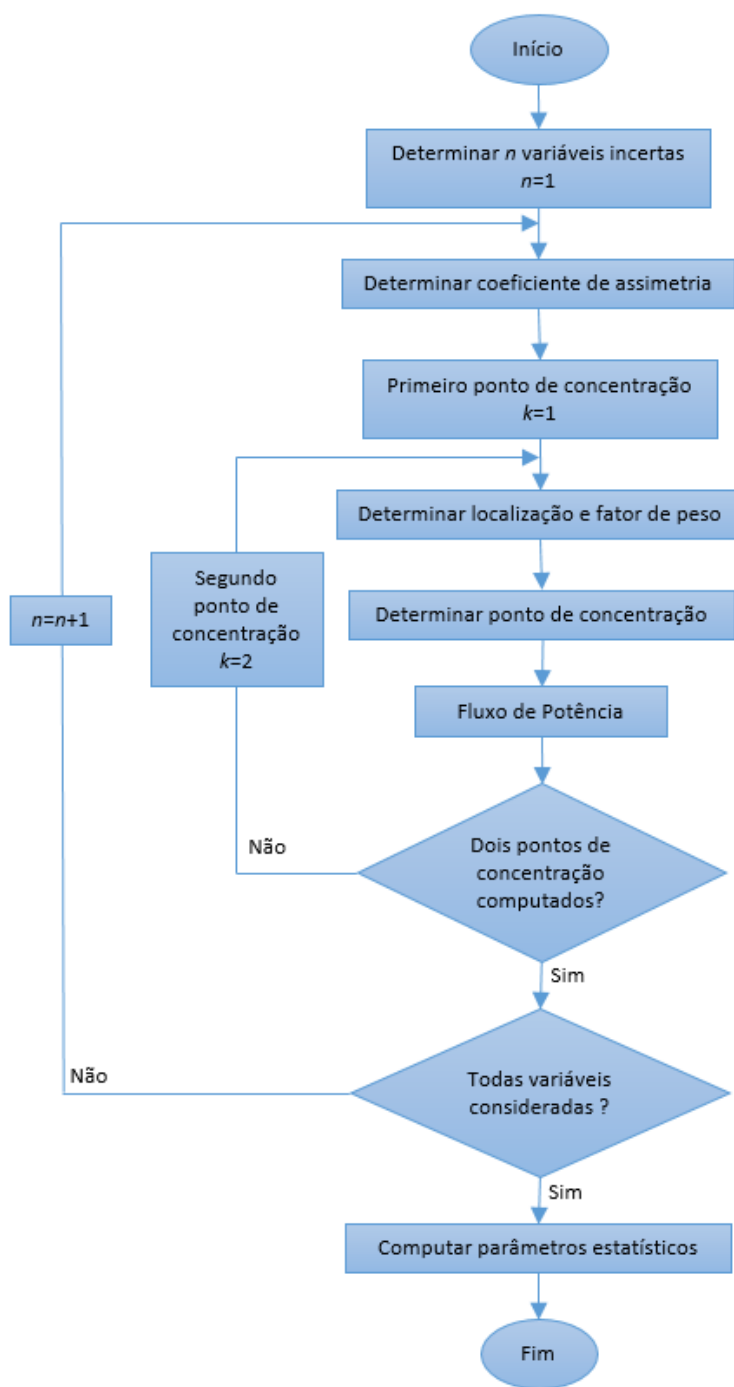 Início
Determinar n variáveis incertas
n=1
Determinar coeficiente de assimetria
Primeiro ponto de concentração
k=1
Determinar localização e fator de peso
Segundo
ponto de
concentração
k=2
n=n+1
Determinar ponto de concentração
Fluxo de Potência
Não
Dois pontos de
concentração
computados?
Sim
Não
Todas variáveis
consideradas ?
Sim
Computar parâmetros estatísticos
Fim